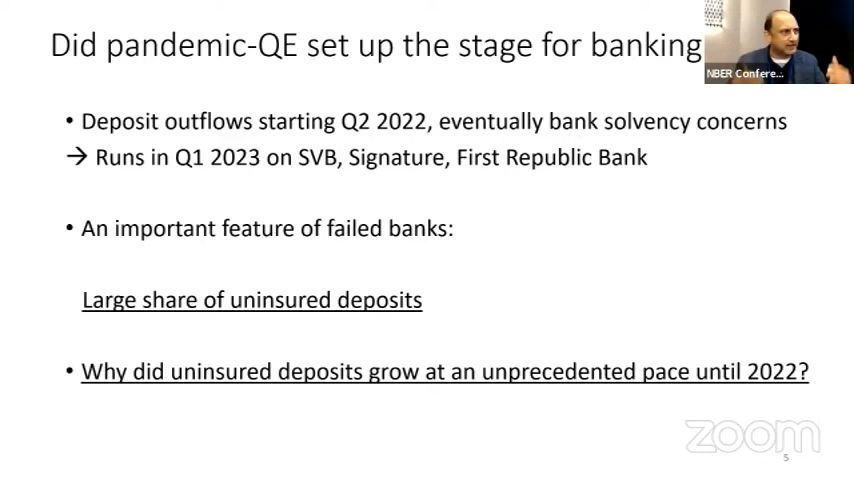 Did pandemic-QE set up the stage for banking
NBER Confere...
• Deposit outflows starting Q2 2022, eventually bank solvency concerns
→ Runs in Q1 2023 on SVB, Signature, First Republic Bank
• An important feature of failed banks:
Large share of uninsured deposits
• Why did uninsured deposits grow at an unprecedented pace until 2022?
zoom
5